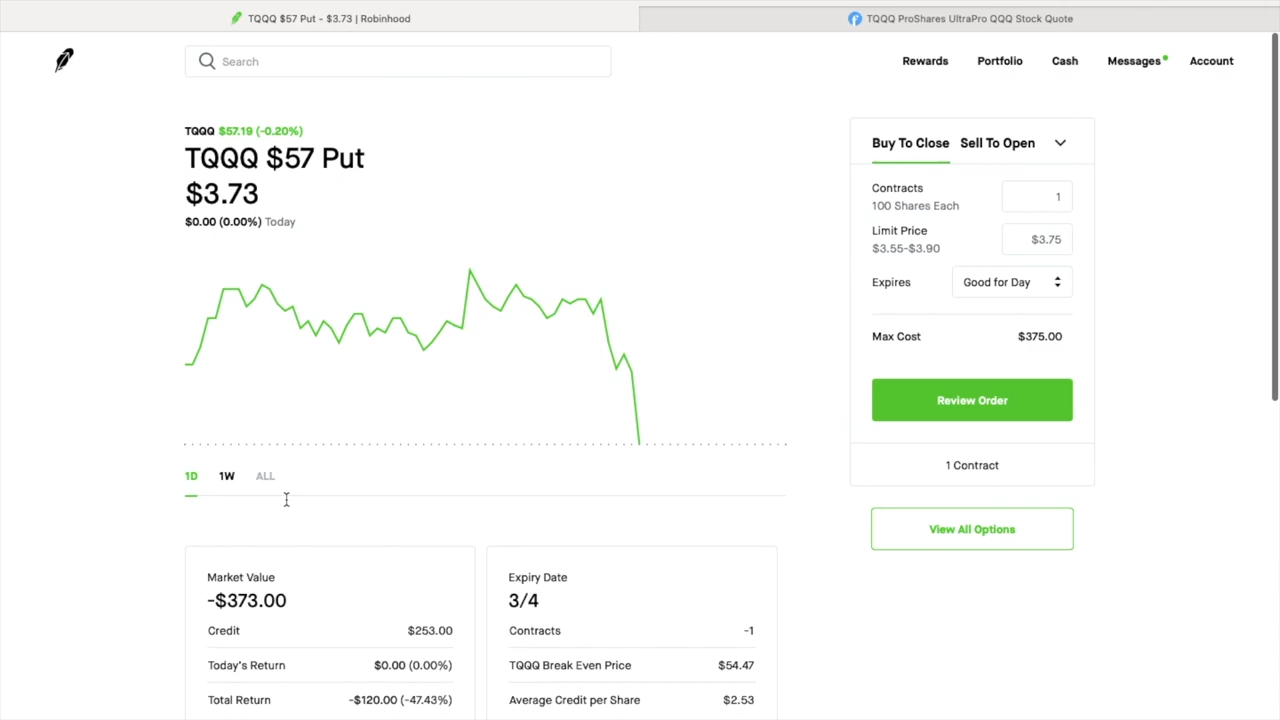 TQQQ $57 Put - $3.73 | Robinhood
TQQQ ProShares UltraPro QQQ Stock Quote
Search
Rewards
Portfolio
Cash
Messages
Account
TQQQ $57.19 (-0.20%)
TQQQ $57 Put
$3.73
$0.00 (0.00%) Today
1D
1W
ALL
Market Value
-$373.00
Credit $253.00
Today's Return $0.00 (0.00%)
Total Return -$120.00 (-47.43%)
Expiry Date
3/4
Contracts -1
TQQQ Break Even Price $54.47
Average Credit per Share $2.53
Buy To Close Sell To Open
Contracts 1
100 Shares Each
Limit Price $3.75
$3.55-$3.90
Expires Good for Day
Max Cost $375.00
Review Order
1 Contract
View All Options